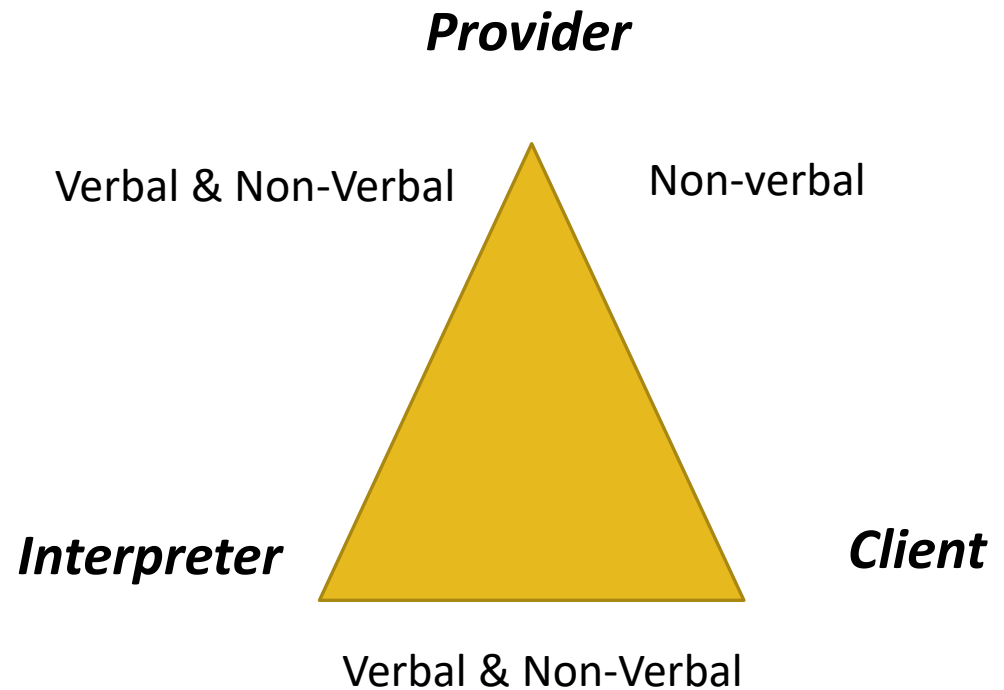 Provider
Verbal & Non-Verbal
Non-verbal
Interpreter
Client
Verbal & Non-Verbal